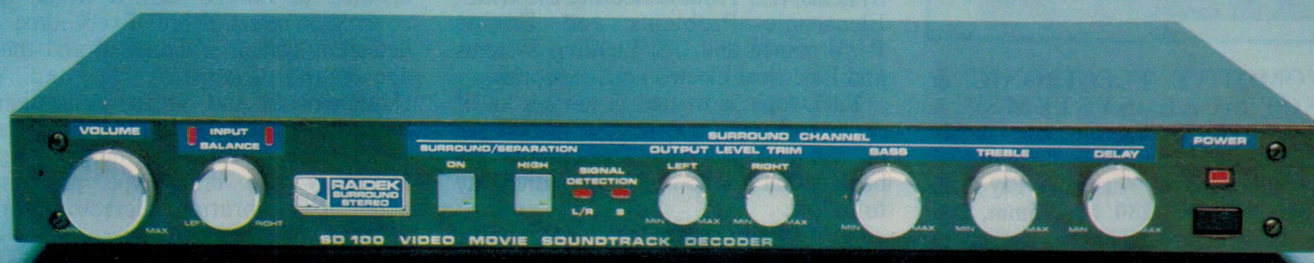 VOLUME
INPUT
BALANCE
LEFT RIGHT
MIN MAX
RAIDEK
SURROUND
STEREO
SURROUND/SEPARATION
ON HIGH
SIGNAL
DETECTION
L/R S
SURROUND CHANNEL
OUTPUT LEVEL TRIM
LEFT RIGHT
MIN MAX MIN MAX
BASS TREBLE DELAY
MIN MAX MIN MAX MIN MAX
POWER
SD 100 VIDEO MOVIE SOUNDTRACK DECODER